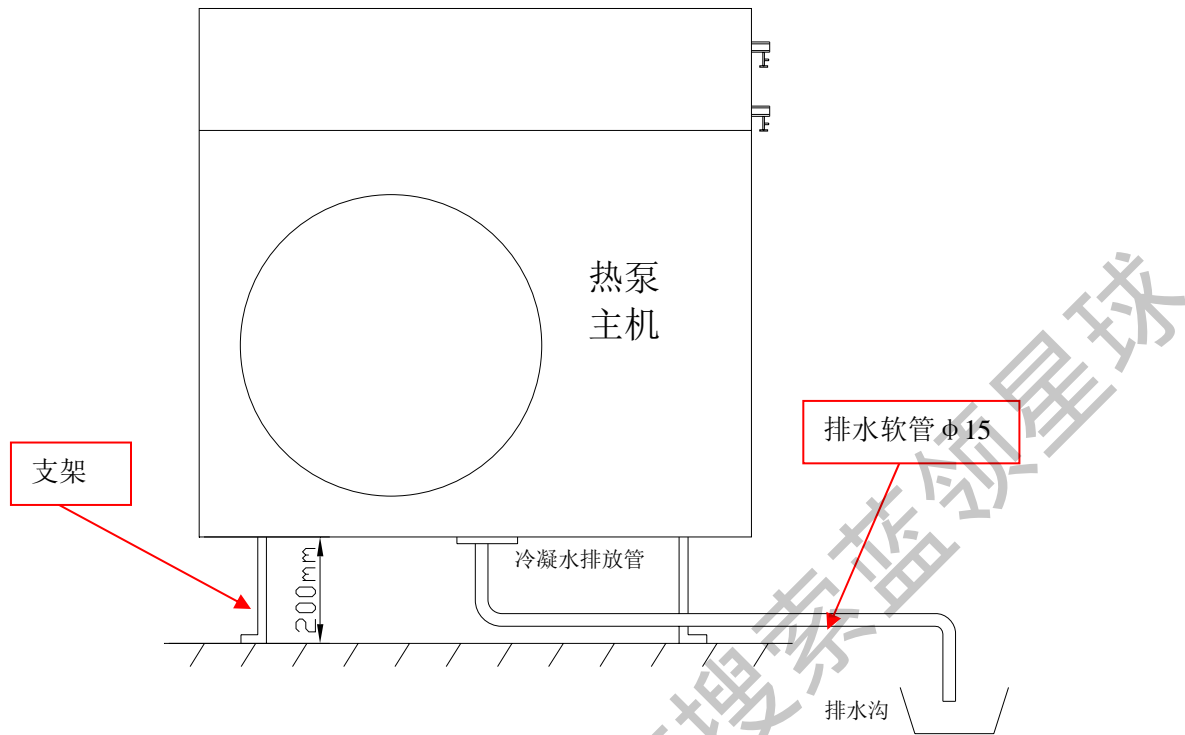 热泵
主机
排水软管φ15
支架
200mm
冷凝水排放管
排水沟
搜索蓝领星球